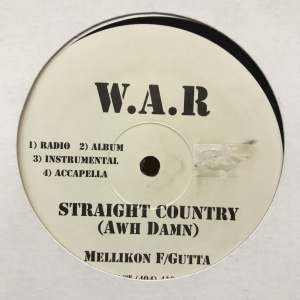 W.A.R
1) RADIO 2) ALBUM
3) INSTRUMENTAL
4) ACCAPELLA
STRAIGHT COUNTRY
(AWH DAMN)
MELLIKON F/GUTTA